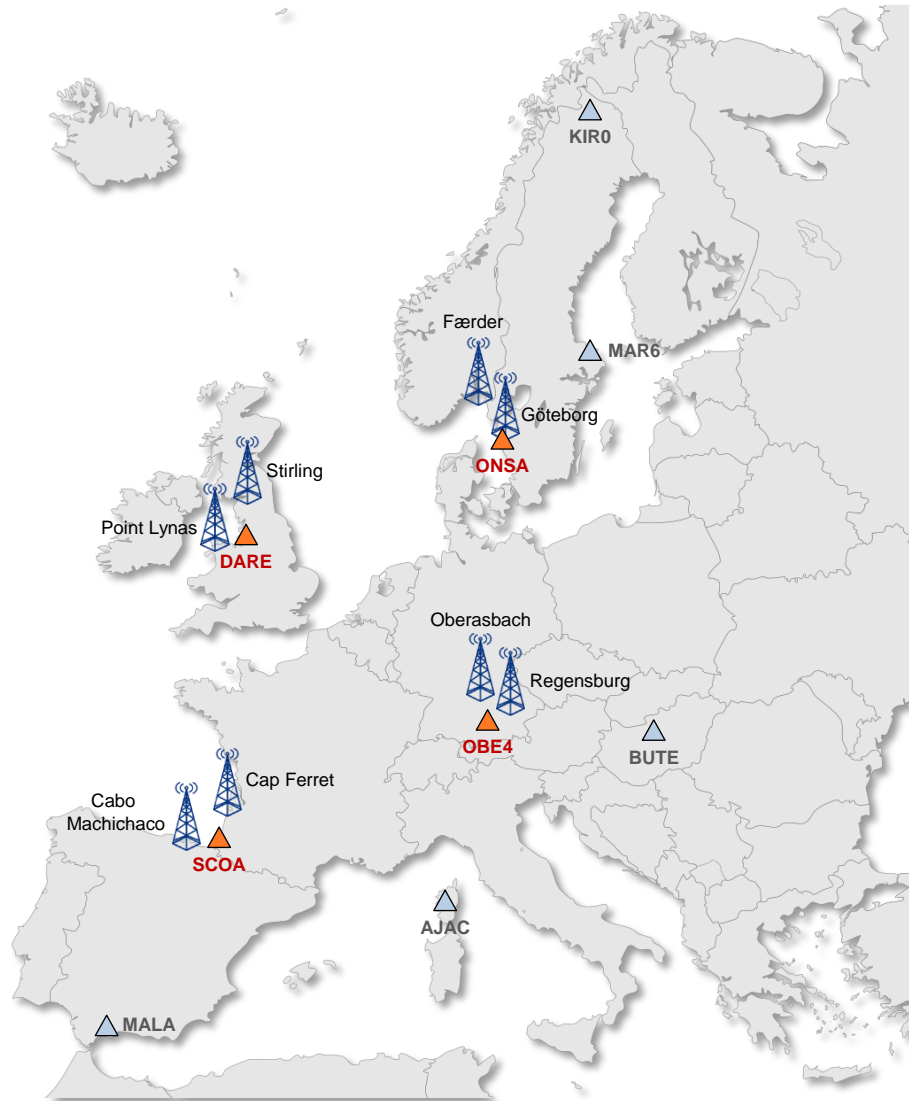 KIR0
Færder
MAR6
Göteborg
ONSA
Stirling
Point Lynas
DARE
Oberasbach
Regensburg
OBE4
BUTE
Cap Ferret
Cabo
Machichaco
SCOA
AJAC
MALA